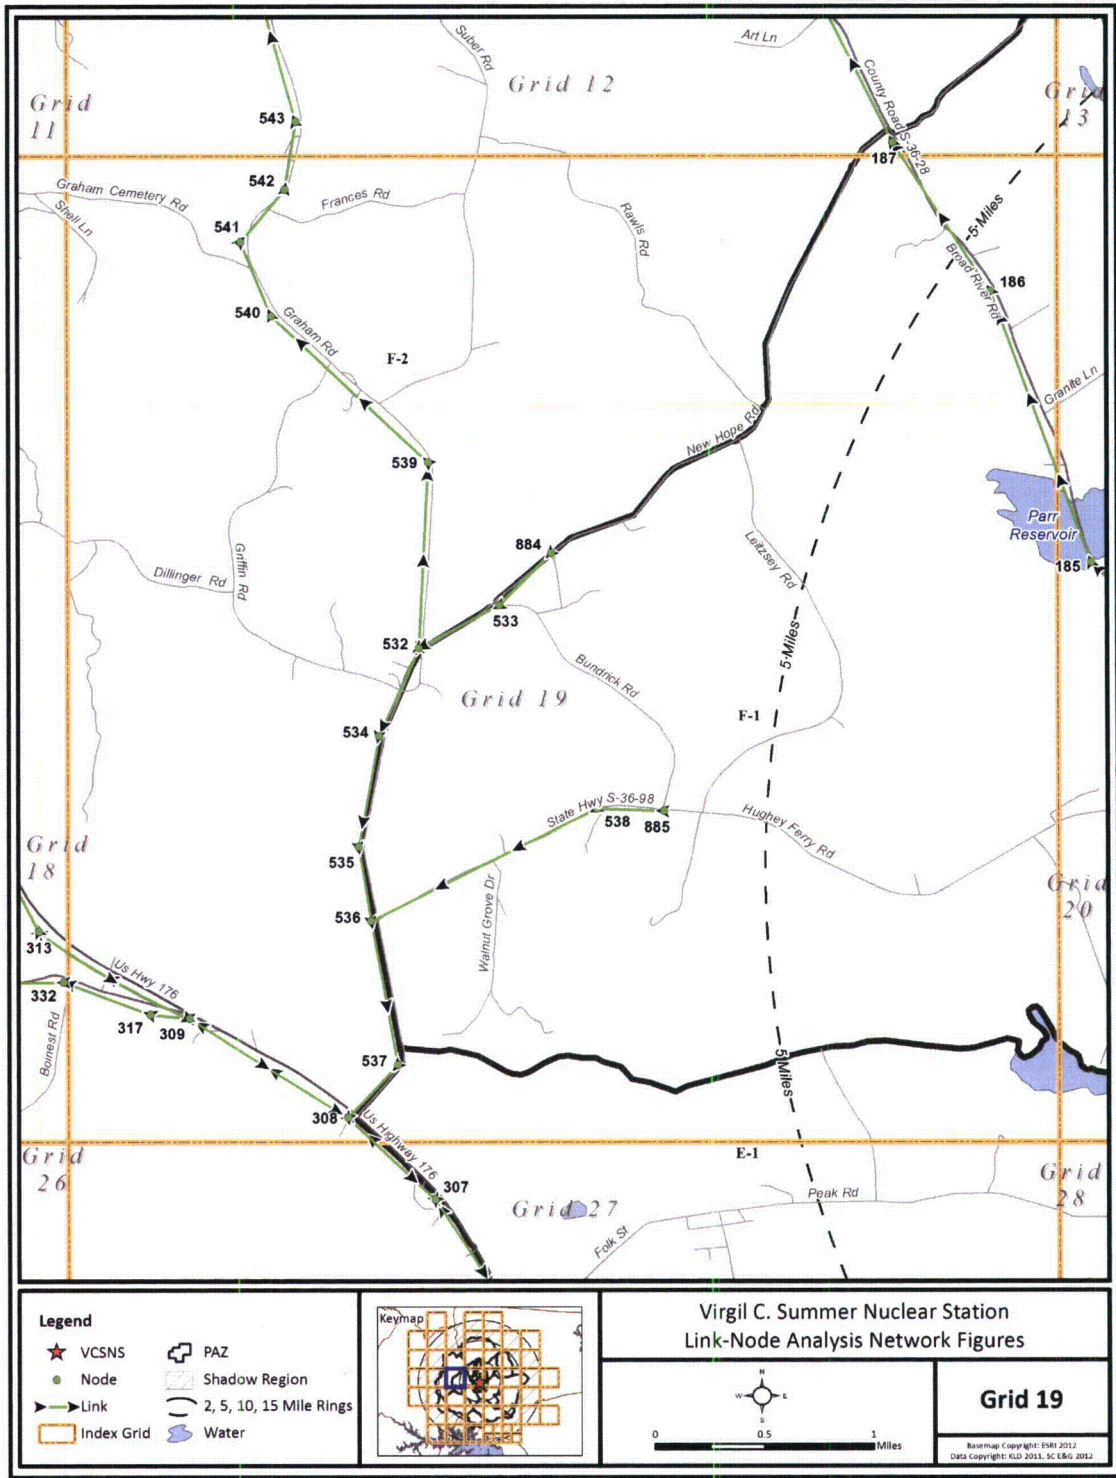 Suber Rd
Art Ln
Grid 12
County Road S-36-28
Grid
11
Grid
13
543
187
542
Graham Cemetery Rd
Frances Rd
Shell Ln
Rawls Rd
5 Miles
541
Broad River Rd
186
540
Graham Rd
F-2
Granite Ln
New Hope Rd
539
Parr
Reservoir
884
Leitzsey Rd
185
Griffin Rd
Dillinger Rd
533
532
5 Miles
Bundrick Rd
Grid 19
F-1
534
State Hwy S-36-98
538
885
Hughey Ferry Rd
535
Grid
18
Walnut Grove Dr
Grid
20
536
313
Us Hwy 176
332
317
309
Boinest Rd
537
5 Miles
308
Us Highway 176
Grid
26
E-1
Grid
28
307
Grid 27
Peak Rd
Folk St
Legend
VCSNS
PAZ
Node
Shadow Region
Link
2, 5, 10, 15 Mile Rings
Index Grid
Water
Keymap
Virgil C. Summer Nuclear Station
Link-Node Analysis Network Figures
N
W
E
S
0
0.5
1
Miles
Grid 19
Basemap Copyright: ESRI 2012
Data Copyright: KLD 2011, SC E&G 2012